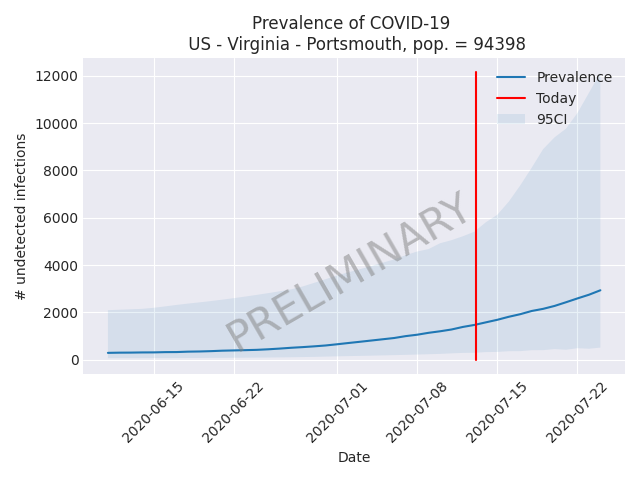 Prevalence of COVID-19
US - Virginia - Portsmouth, pop. = 94398
12000
10000
8000
6000
4000
2000
0
# undetected infections
Prevalence
Today
95CI
PRELIMINARY
2020-06-15
2020-06-22
2020-07-01
2020-07-08
2020-07-15
2020-07-22
Date